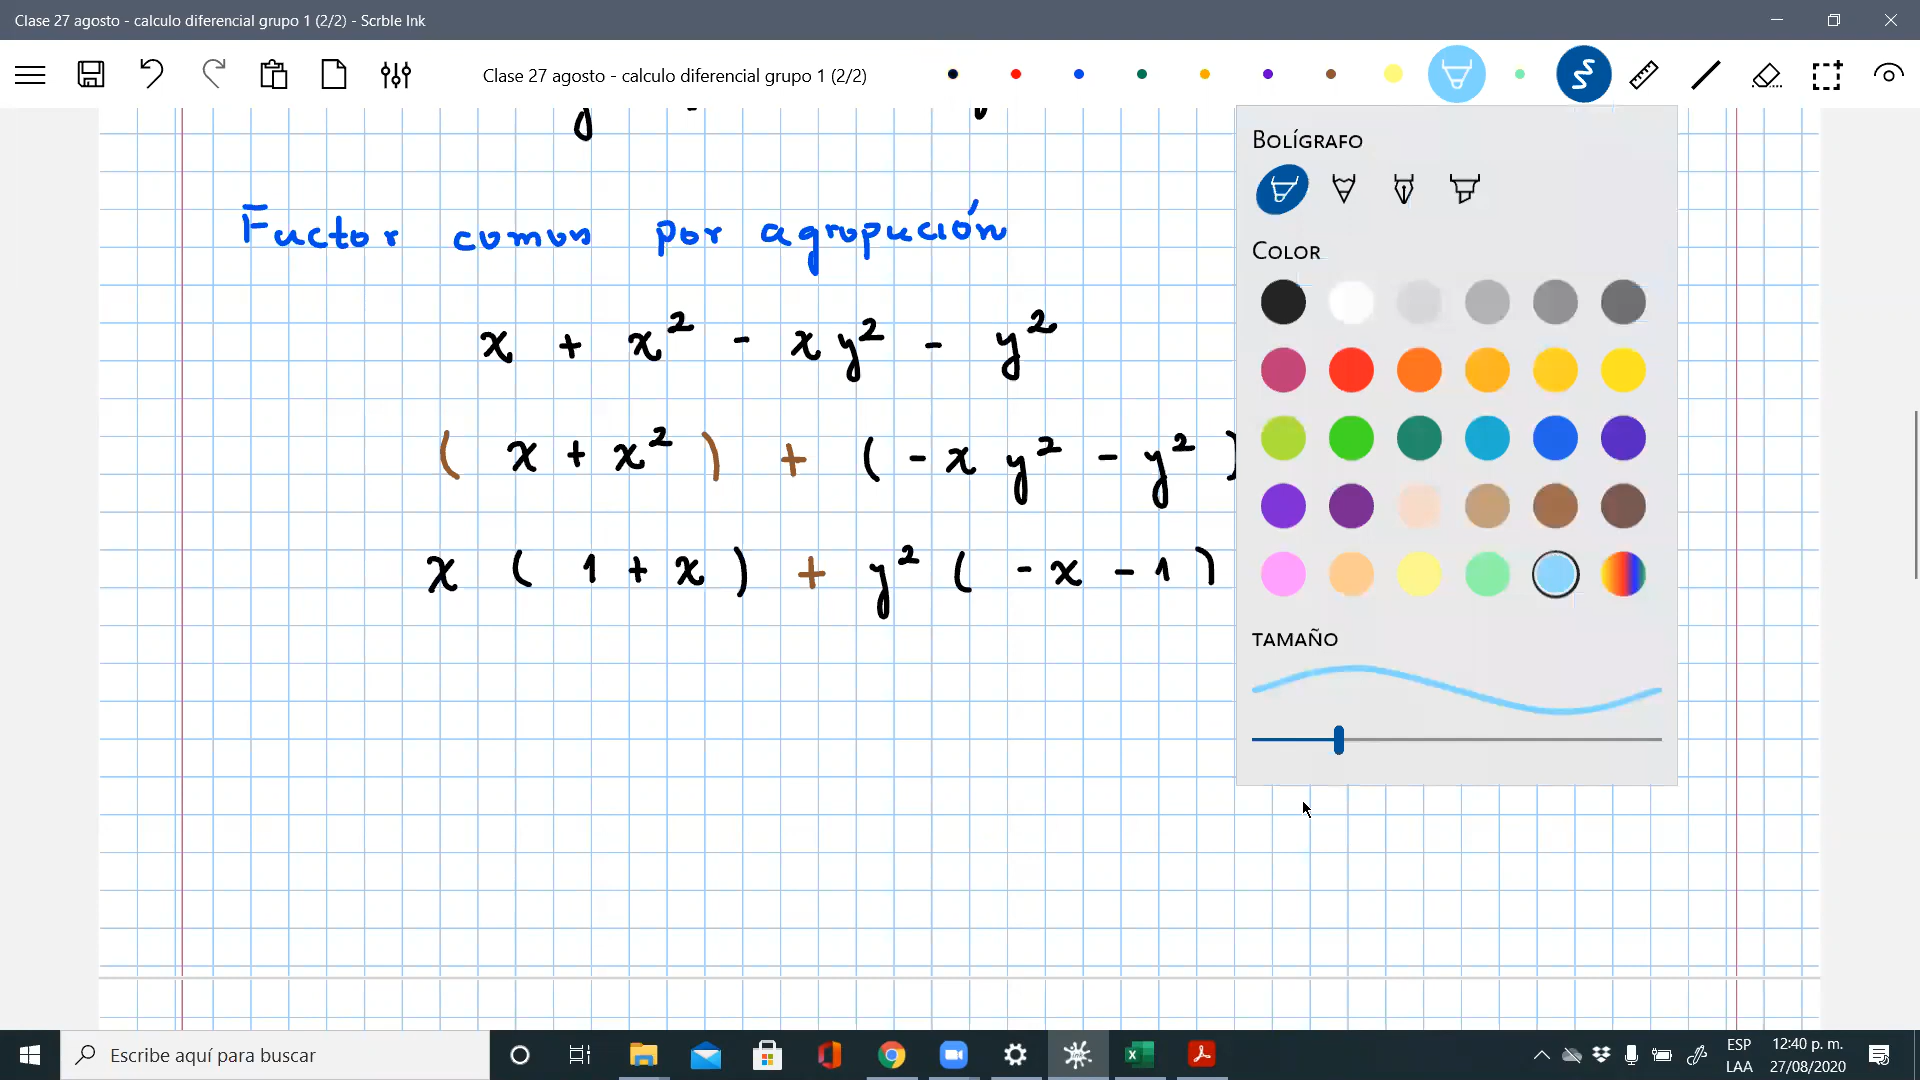 Clase 27 agosto - calculo diferencial grupo 1 (2/2) - Scrble Ink
Clase 27 agosto - calculo diferencial grupo 1 (2/2)
BOLÍGRAFO
COLOR
TAMAÑO
Factor comun por agrupución
x + x² - xy² - y²
( x + x² ) + ( - x y² - y² )
x ( 1 + x ) + y² ( - x - 1 )
Escribe aquí para buscar
ESP
LAA
12:40 p. m.
27/08/2020